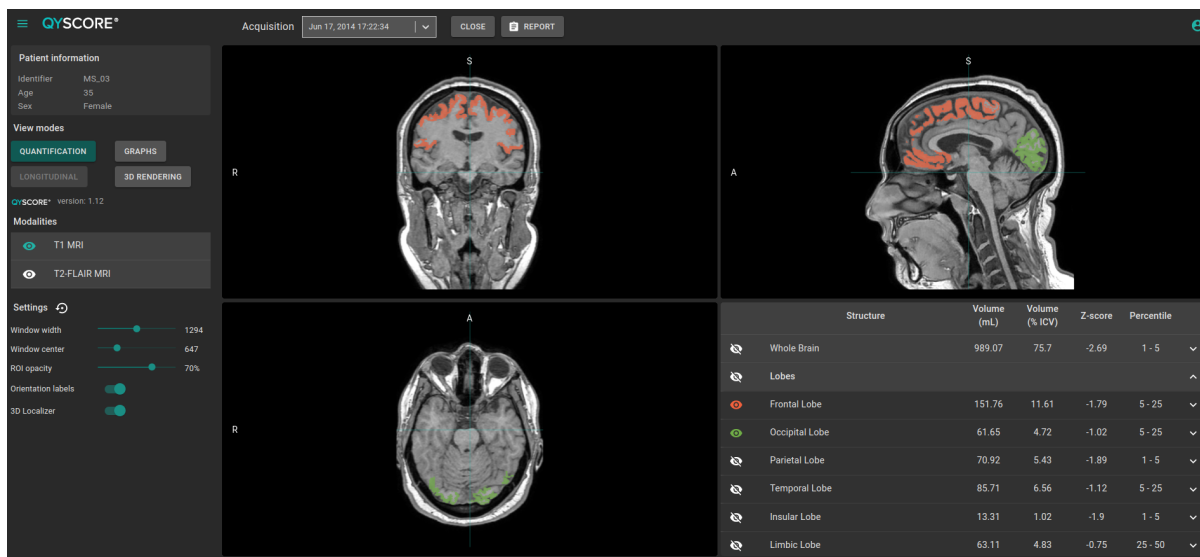 QYSCORE®
Acquisition Jun 17, 2014 17:22:34 CLOSE REPORT
Patient information
Identifier MS_03
Age 35
Sex Female
View modes
QUANTIFICATION GRAPHS
LONGITUDINAL 3D RENDERING
QYSCORE® version: 1.12
Modalities
T1 MRI
T2-FLAIR MRI
Settings
Window width 1294
Window center 647
ROI opacity 70%
Orientation labels
3D Localizer
S
R
S
A
A
R
Structure Volume (mL) Volume (% ICV) Z-score Percentile
Whole Brain 989.07 75.7 -2.69 1 - 5
Lobes
Frontal Lobe 151.76 11.61 -1.79 5 - 25
Occipital Lobe 61.65 4.72 -1.02 5 - 25
Parietal Lobe 70.92 5.43 -1.89 1 - 5
Temporal Lobe 85.71 6.56 -1.12 5 - 25
Insular Lobe 13.31 1.02 -1.9 1 - 5
Limbic Lobe 63.11 4.83 -0.75 25 - 50